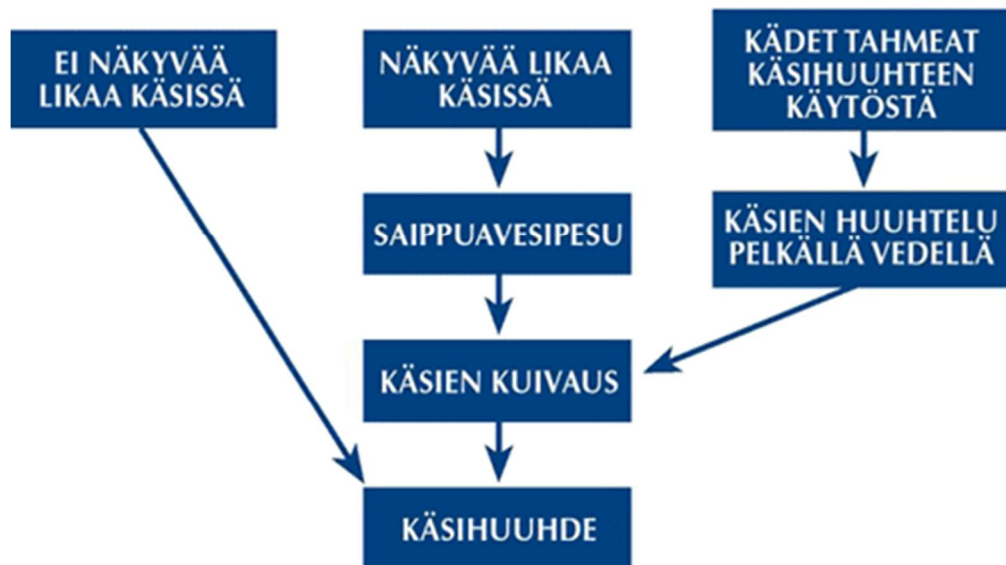 EI NÄKYVÄÄ
LIKAA KÄSISSÄ
NÄKYVÄÄ LIKAA
KÄSISSÄ
KÄDET TAHMEAT
KÄSIHUUHTEEN
KÄYTÖSTÄ
SAIPPUAVESIPESU
KÄSIEN HUUHTELU
PELKÄLLÄ VEDELLÄ
KÄSIEN KUIVAUS
KÄSIHUUHDE